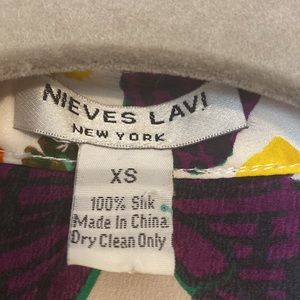 NIEVES LAVI
NEW YORK
XS
100% Silk
Made In China
Dry Clean Only